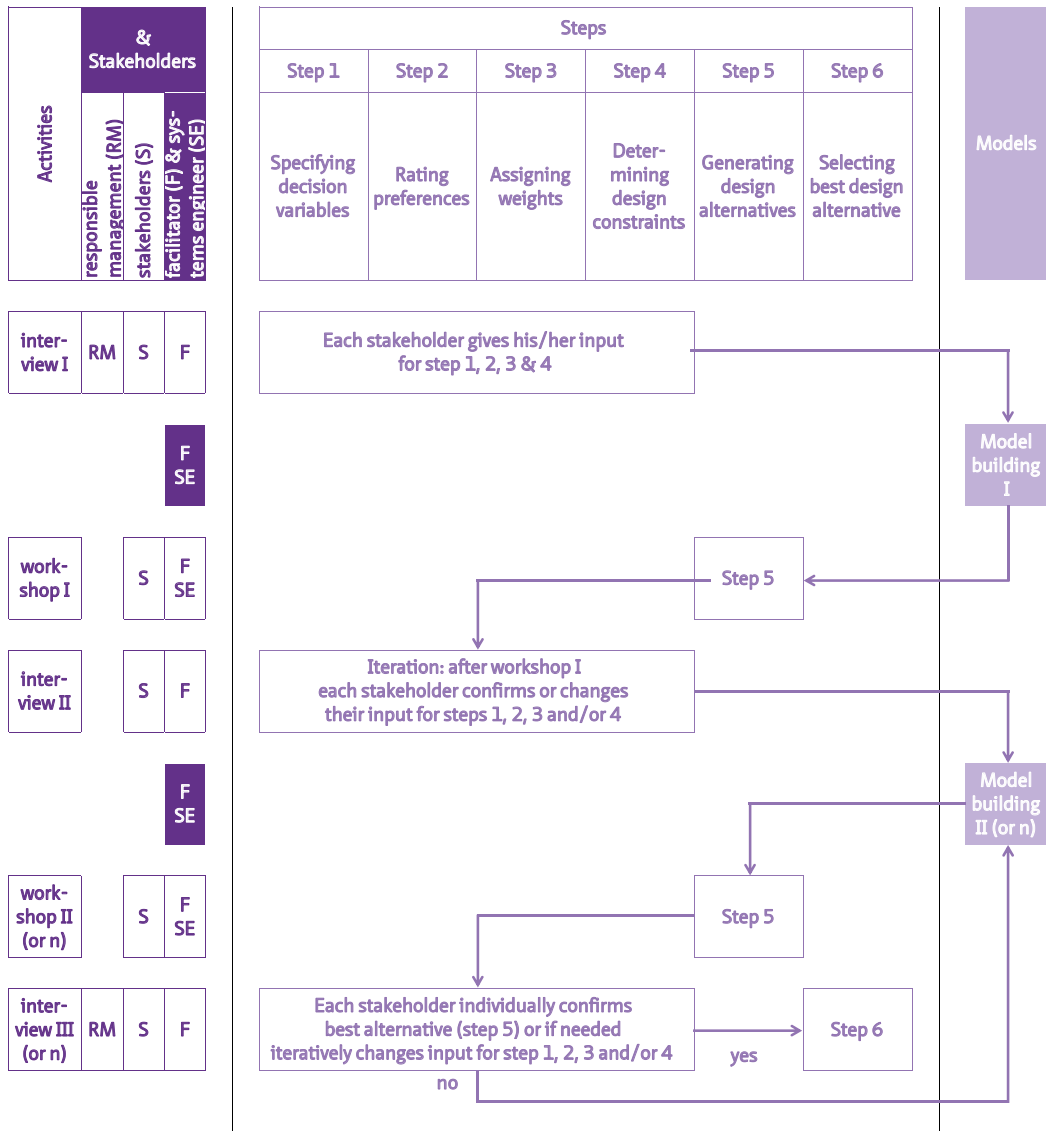 Activities
&
Stakeholders
responsible
management (RM)
stakeholders (S)
facilitator (F) & sys-
tems engineer (SE)
Steps
Step 1
Step 2
Step 3
Step 4
Step 5
Step 6
Specifying
decision
variables
Rating
preferences
Assigning
weights
Deter-
mining
design
constraints
Generating
design
alternatives
Selecting
best design
alternative
Models
inter-
view I
RM
S
F
Each stakeholder gives his/her input
for step 1, 2, 3 & 4
F
SE
Model
building
I
work-
shop I
S
F
SE
Step 5
inter-
view II
S
F
Iteration: after workshop I
each stakeholder confirms or changes
their input for steps 1, 2, 3 and/or 4
F
SE
Model
building
II (or n)
work-
shop II
(or n)
S
F
SE
Step 5
inter-
view III
(or n)
RM
S
F
Each stakeholder individually confirms
best alternative (step 5) or if needed
iteratively changes input for step 1, 2, 3 and/or 4
yes
Step 6
no